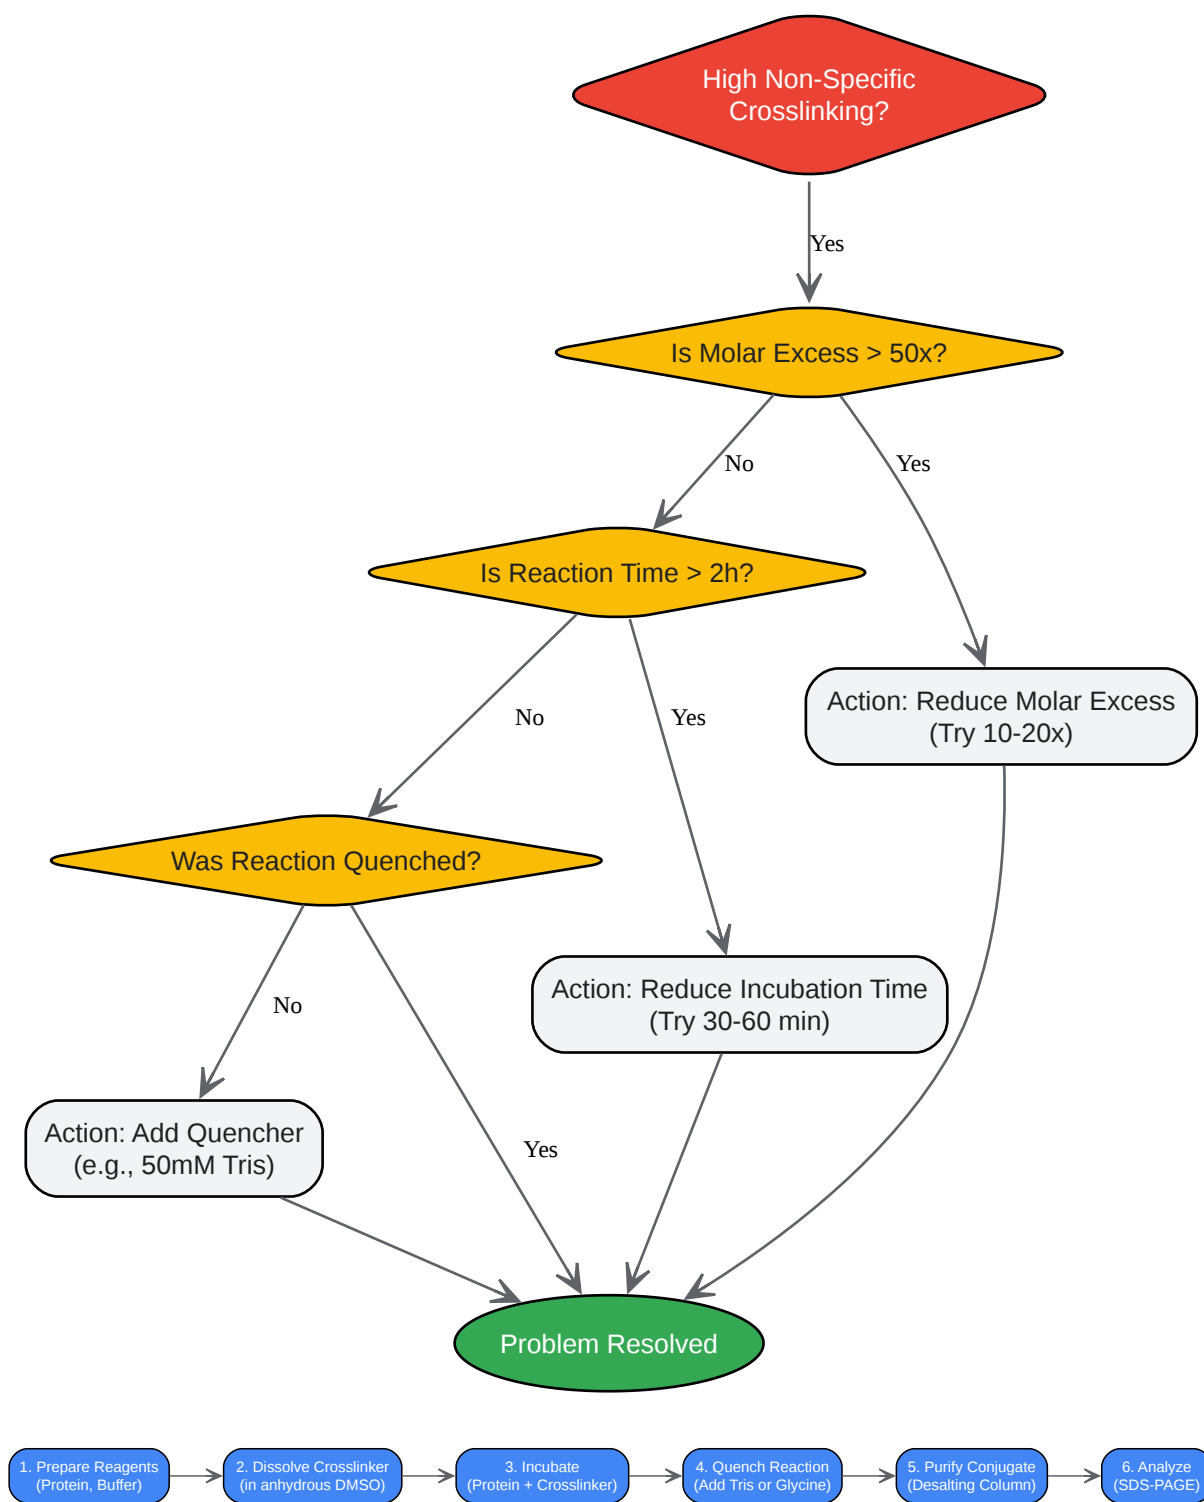 High Non-Specific
Crosslinking?
Yes
Is Molar Excess > 50x?
No
Yes
Is Reaction Time > 2h?
Action: Reduce Molar Excess
(Try 10-20x)
No
Yes
Was Reaction Quenched?
Action: Reduce Incubation Time
(Try 30-60 min)
No
Action: Add Quencher
(e.g., 50mM Tris)
Yes
Problem Resolved
1. Prepare Reagents
(Protein, Buffer)
2. Dissolve Crosslinker
(in anhydrous DMSO)
3. Incubate
(Protein + Crosslinker)
4. Quench Reaction
(Add Tris or Glycine)
5. Purify Conjugate
(Desalting Column)
6. Analyze
(SDS-PAGE)